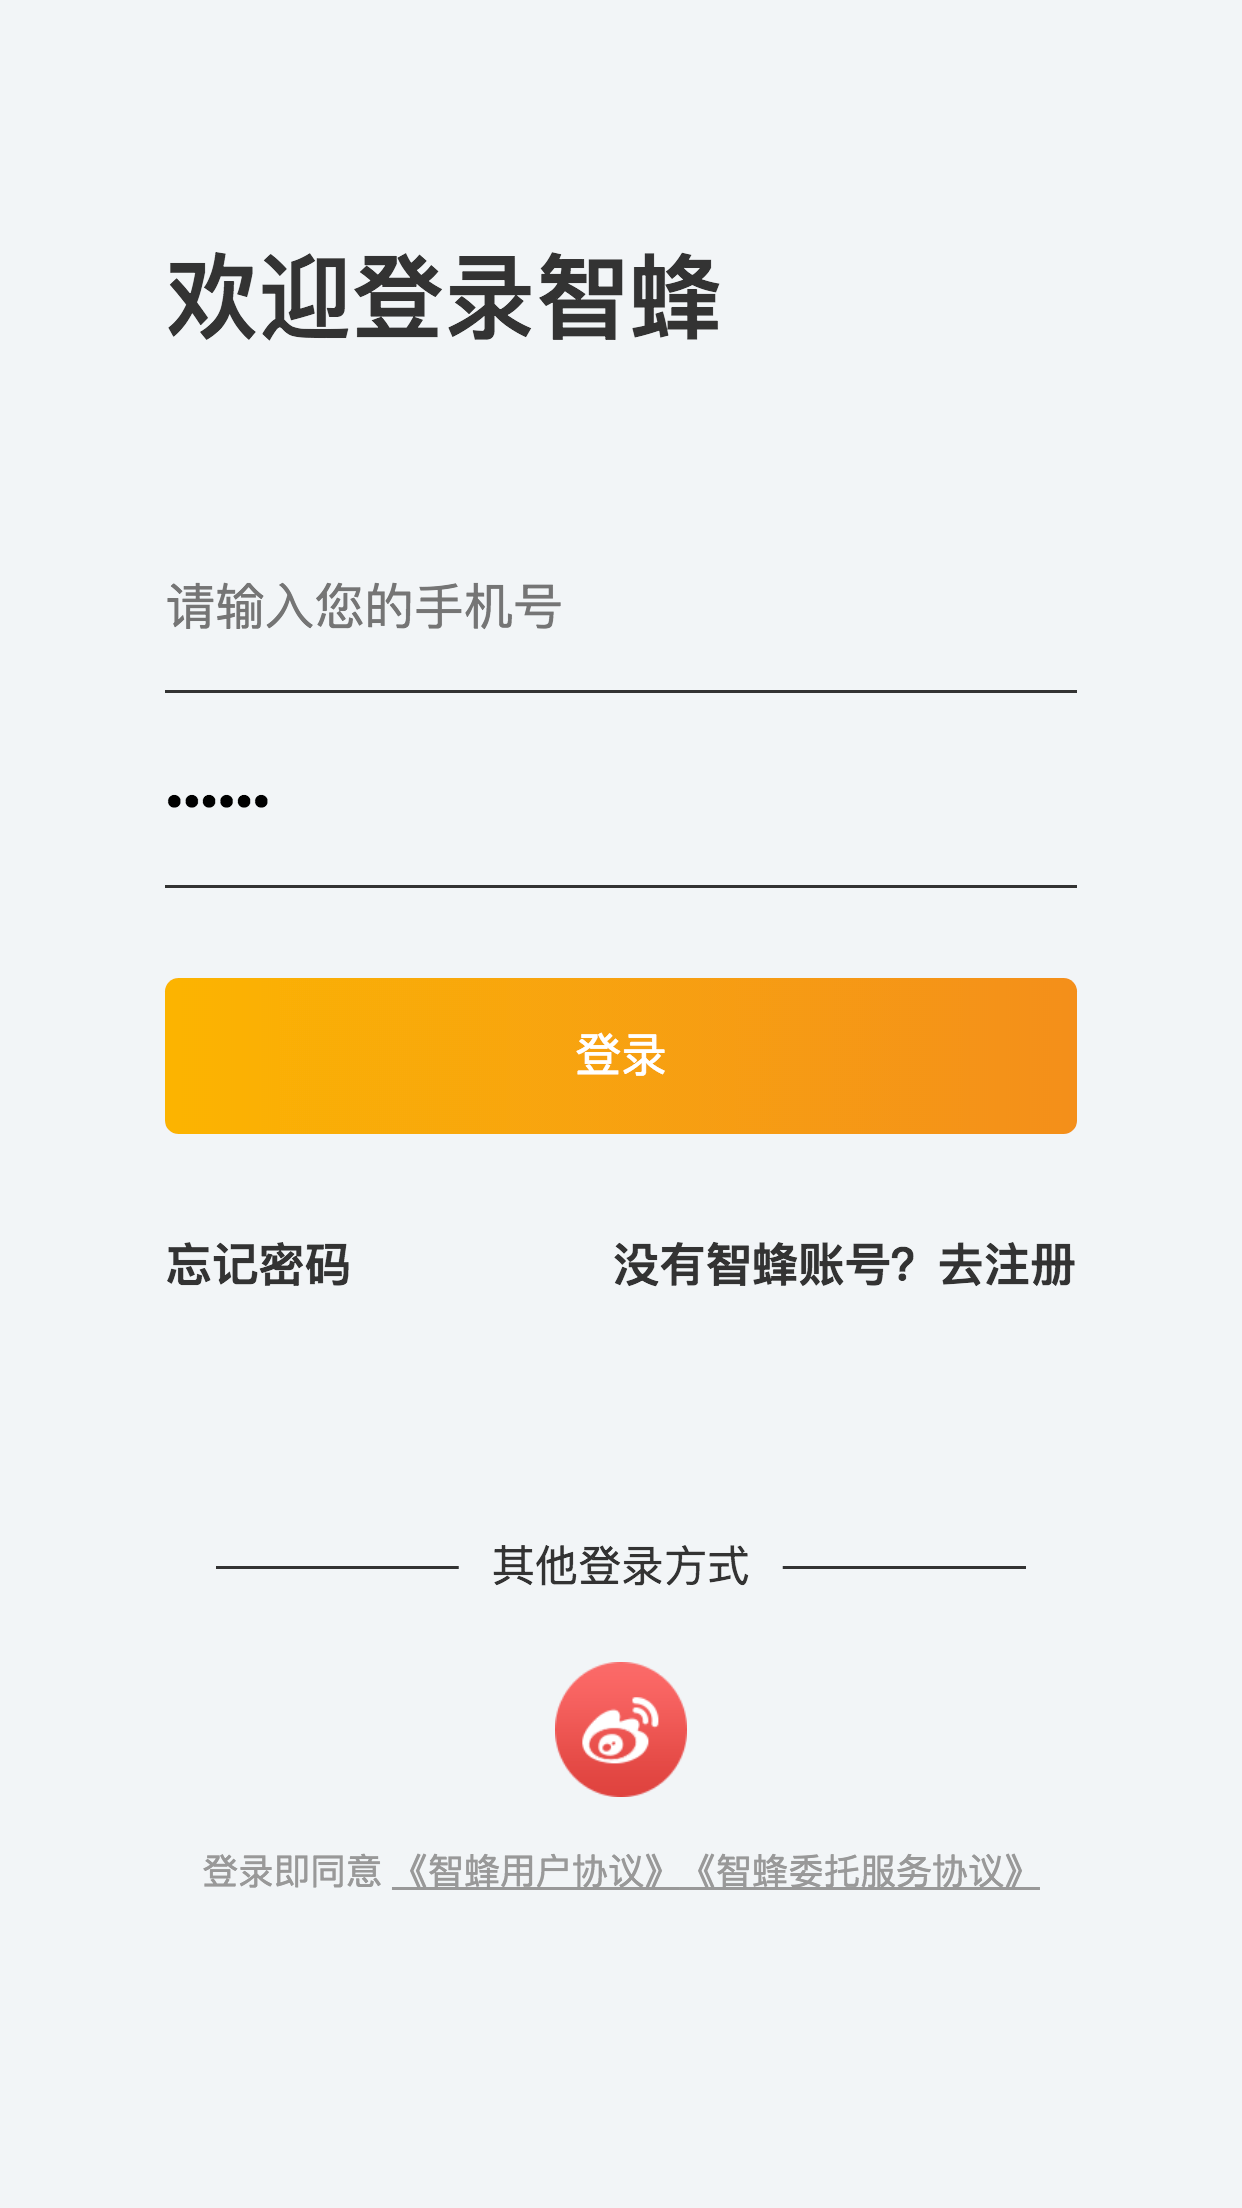 欢迎登录智蜂
请输入您的手机号
••••••
登录
忘记密码 没有智蜂账号？去注册
其他登录方式
登录即同意 《智蜂用户协议》《智蜂委托服务协议》